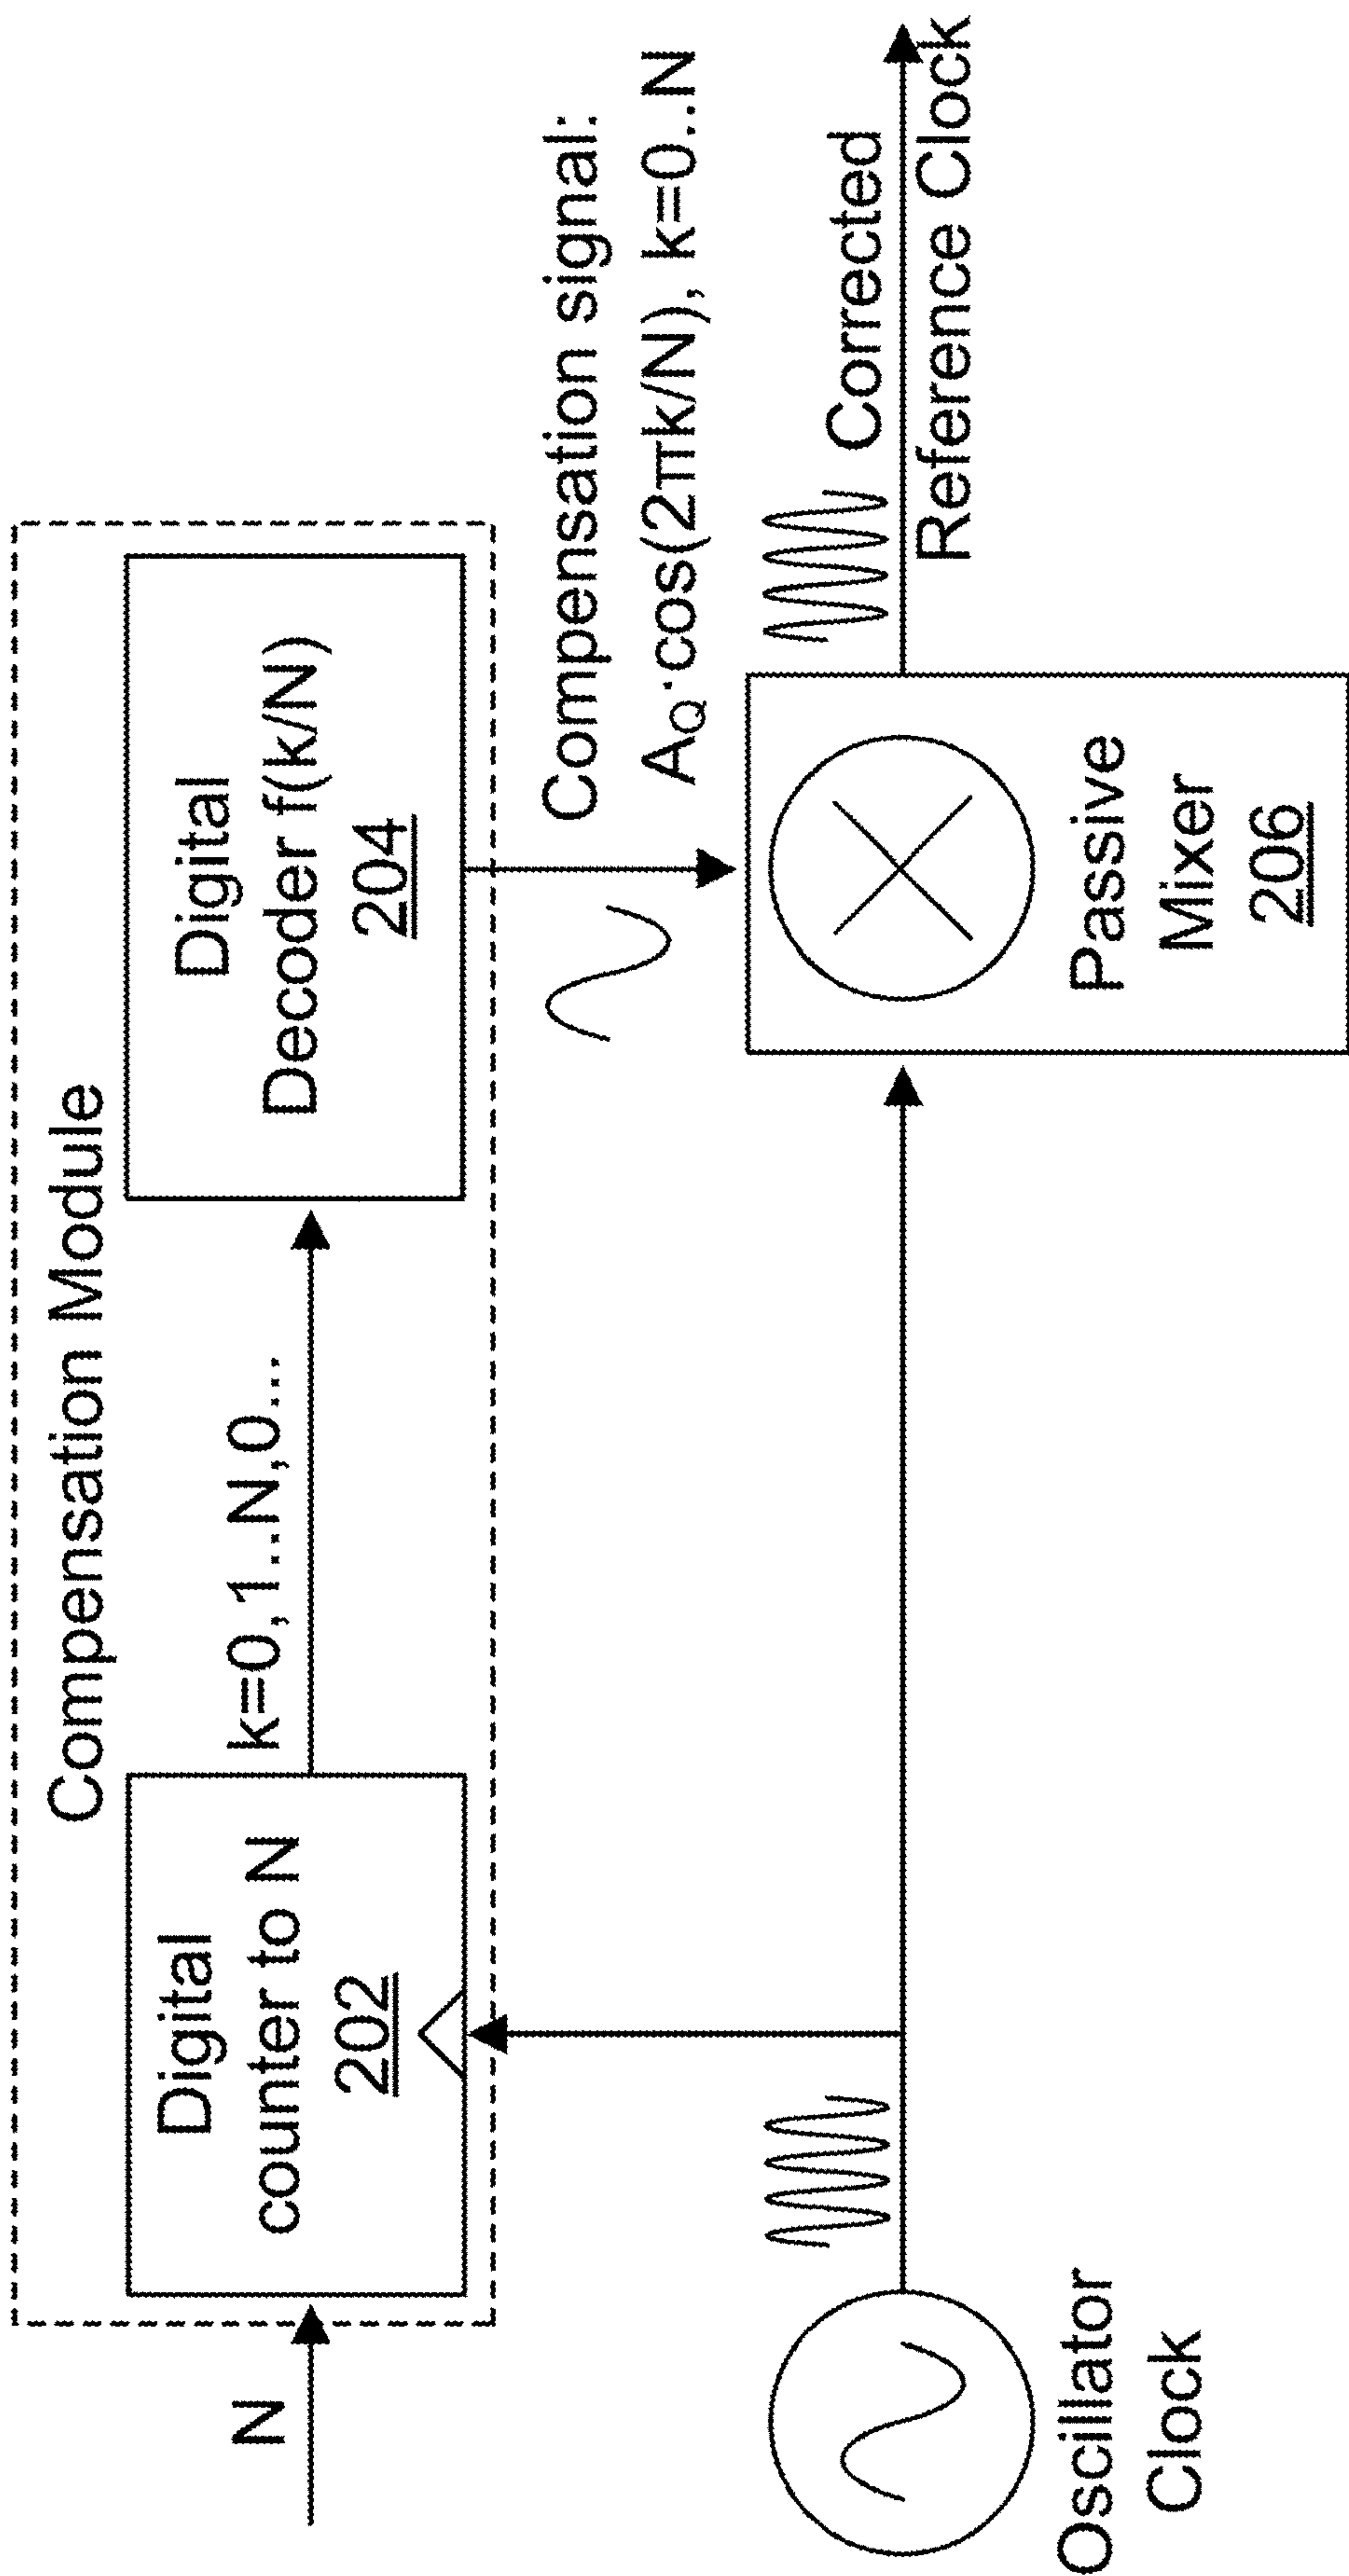 Compensation Module
N
Digital
counter to N
202
k=0,1..N,0...
Digital
Decoder f(k/N)
204
Compensation signal:
A_Q·cos(2πk/N), k=0..N
Oscillator
Clock
Passive
Mixer
206
Corrected
Reference Clock